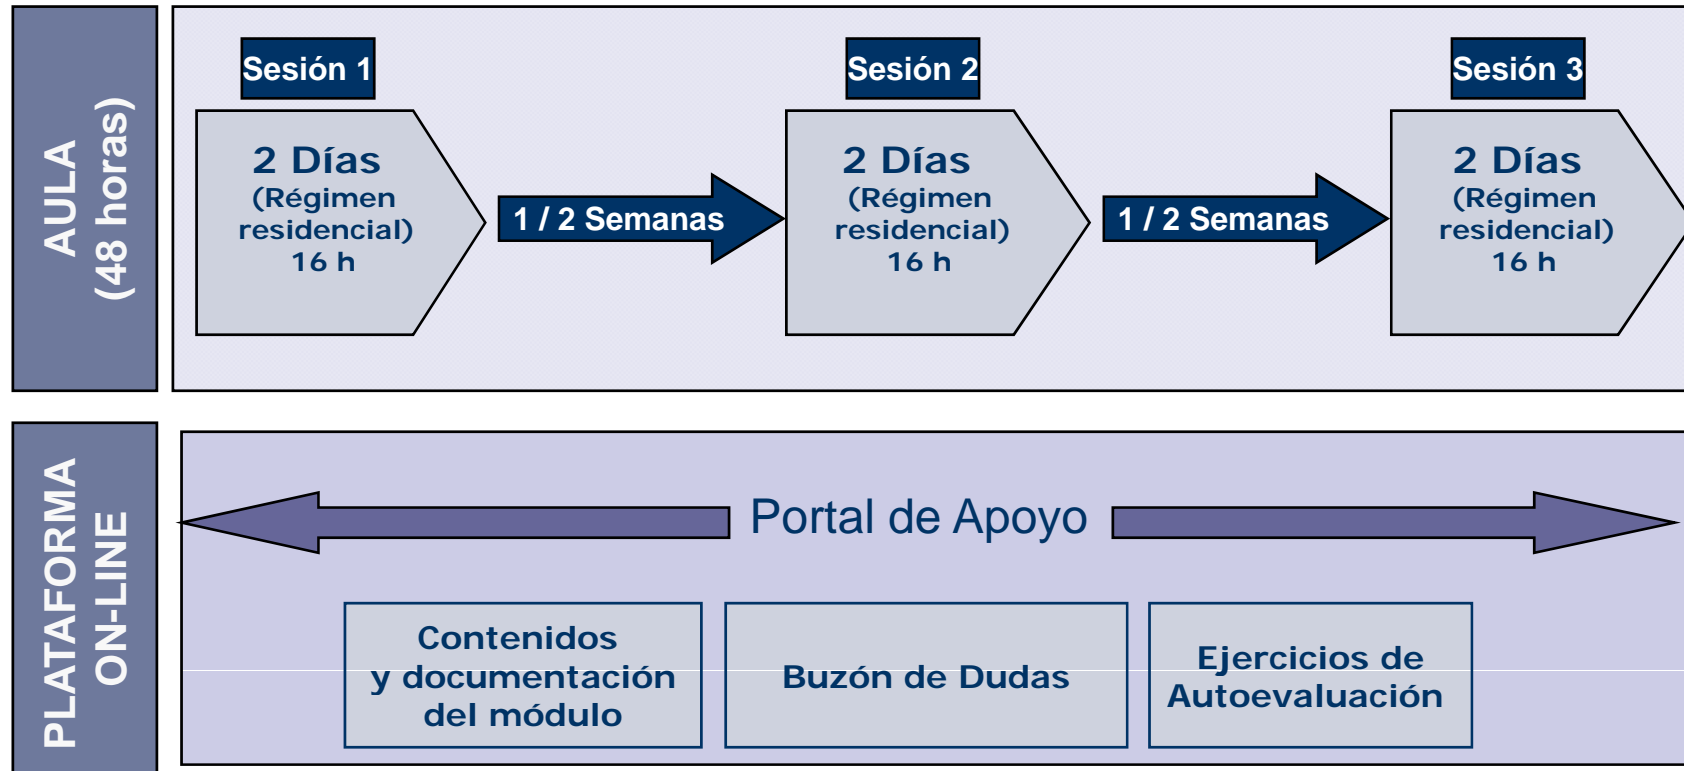 AULA
(48 horas)
Sesión 1
2 Días
(Régimen
residencial)
16 h
1 / 2 Semanas
Sesión 2
2 Días
(Régimen
residencial)
16 h
1 / 2 Semanas
Sesión 3
2 Días
(Régimen
residencial)
16 h
PLATAFORMA
ON-LINE
Portal de Apoyo
Contenidos
y documentación
del módulo
Buzón de Dudas
Ejercicios de
Autoevaluación